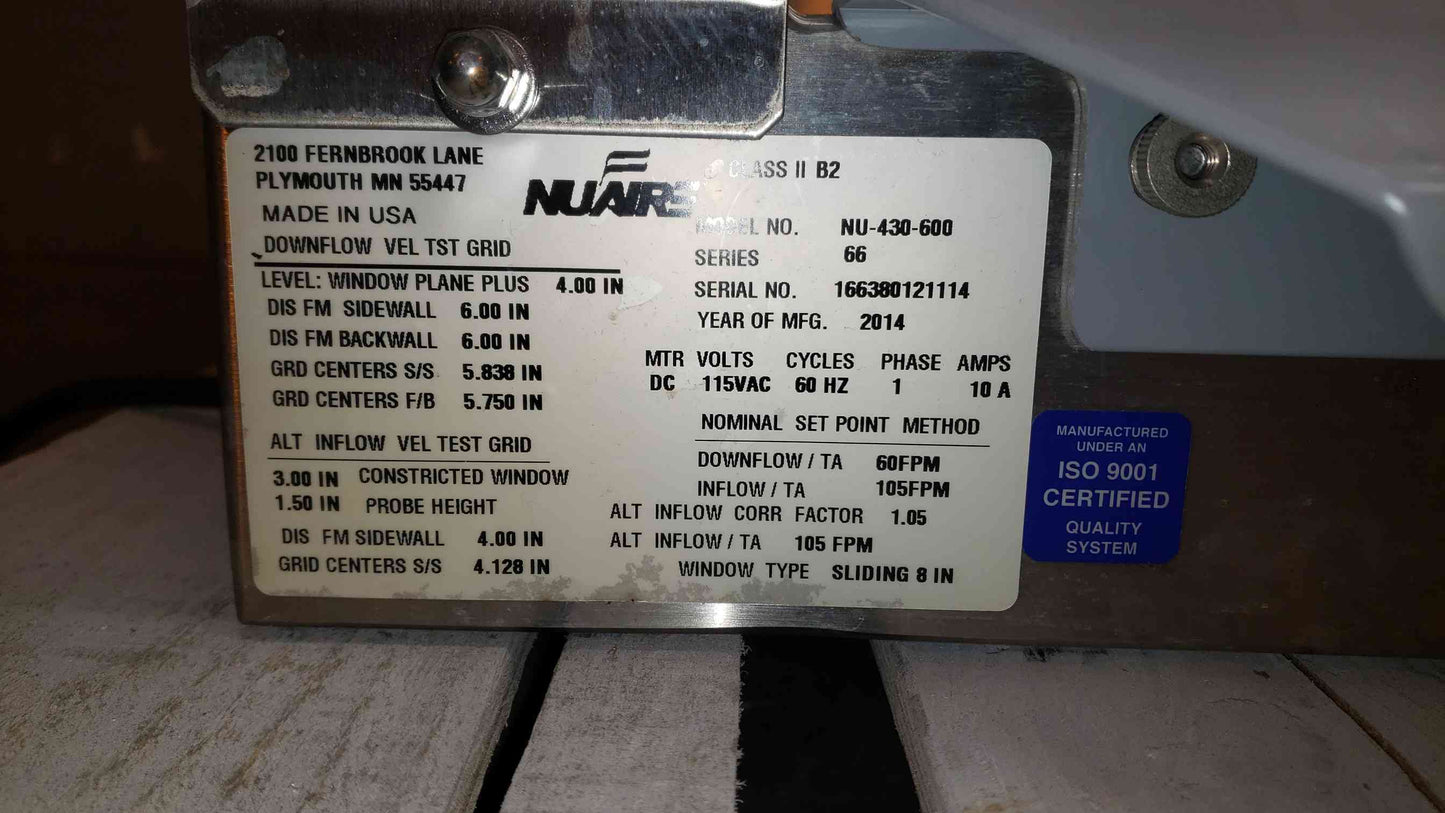 2100 FERNBROOK LANE
PLYMOUTH MN 55447
MADE IN USA
DOWNFLOW VEL TST GRID
LEVEL: WINDOW PLANE PLUS 4.00 IN
DIS FM SIDEWALL 6.00 IN
DIS FM BACKWALL 6.00 IN
GRD CENTERS S/S 5.838 IN
GRD CENTERS F/B 5.750 IN
ALT INFLOW VEL TEST GRID
3.00 IN CONSTRICTED WINDOW
1.50 IN PROBE HEIGHT
DIS FM SIDEWALL 4.00 IN
GRID CENTERS S/S 4.128 IN
NUAIRE
CLASS II B2
MODEL NO. NU-430-600
SERIES 66
SERIAL NO. 166380121114
YEAR OF MFG. 2014
MTR VOLTS CYCLES PHASE AMPS
DC 115VAC 60 HZ 1 10 A
NOMINAL SET POINT METHOD
DOWNFLOW / TA 60FPM
INFLOW / TA 105FPM
ALT INFLOW CORR FACTOR 1.05
ALT INFLOW / TA 105 FPM
WINDOW TYPE SLIDING 8 IN
MANUFACTURED
UNDER AN
ISO 9001
CERTIFIED
QUALITY
SYSTEM